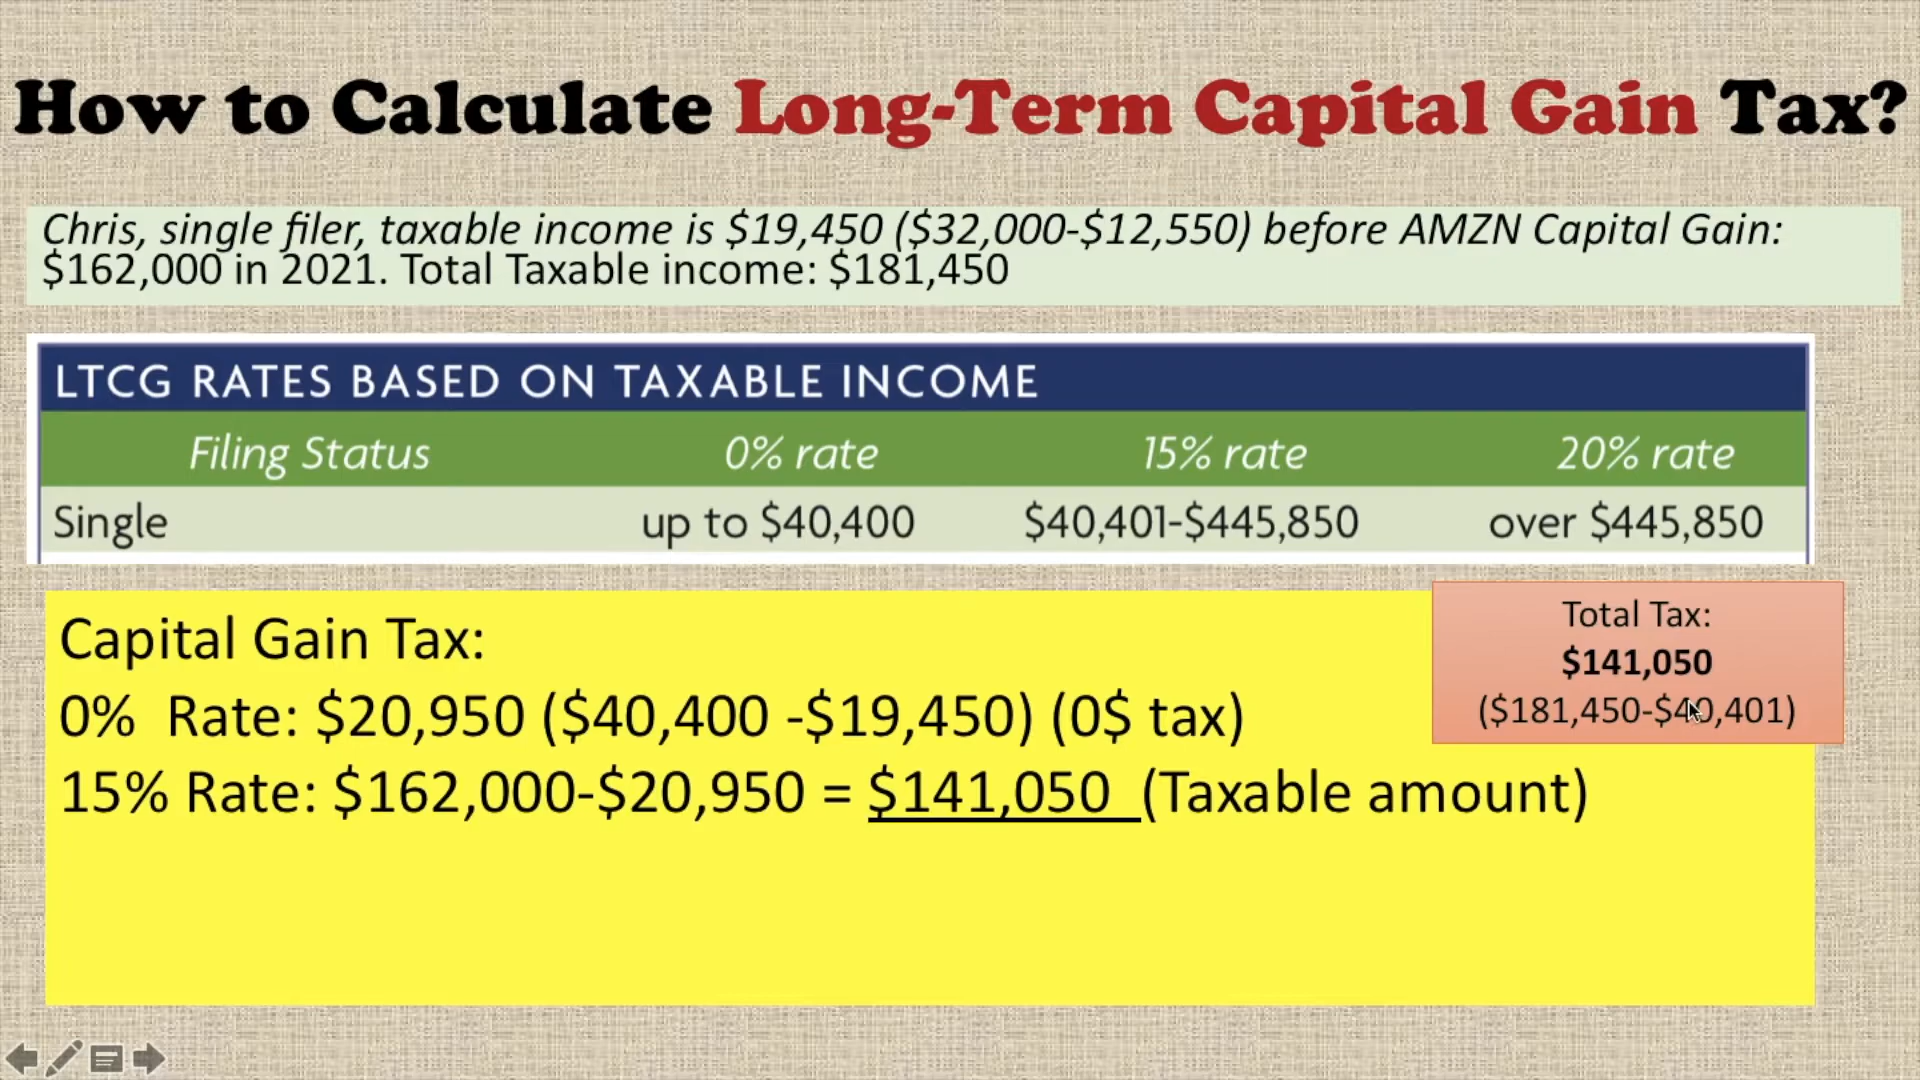 How to Calculate Long-Term Capital Gain Tax?
Chris, single filer, taxable income is $19,450 ($32,000-$12,550) before AMZN Capital Gain:
$162,000 in 2021. Total Taxable income: $181,450
LTCG RATES BASED ON TAXABLE INCOME
Filing Status 0% rate 15% rate 20% rate
Single up to $40,400 $40,401-$445,850 over $445,850
Capital Gain Tax:
0% Rate: $20,950 ($40,400 -$19,450) (0$ tax)
15% Rate: $162,000-$20,950 = $141,050 (Taxable amount)
Total Tax:
$141,050
($181,450-$40,401)